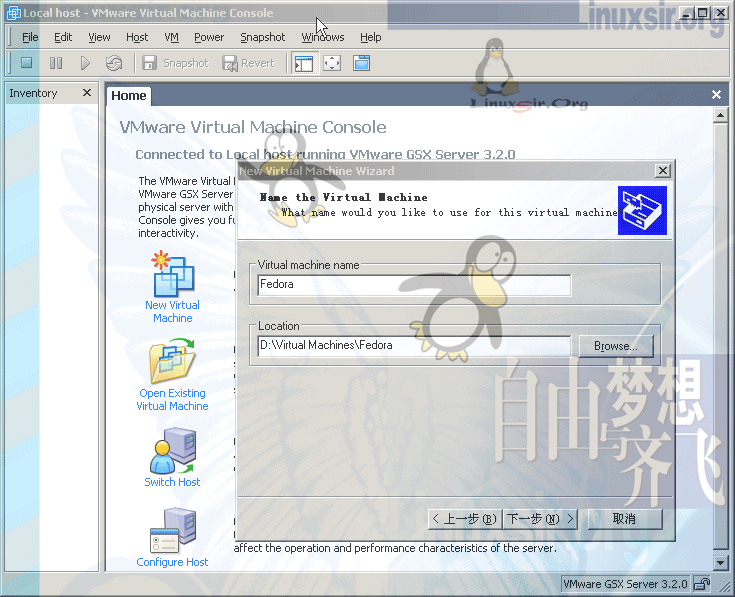 Local host - VMware Virtual Machine Console
inuxsir.org
File Edit View Host VM Power Snapshot Windows Help
Snapshot Revert
LinuxSir.Org
Inventory
Home
VMware Virtual Machine Console
Connected to Local host running VMware GSX Server 3.2.0
The VMware Virtual
VMware GSX Server
physical server with
Console gives you fu
interactivity.
New Virtual Machine Wizard
Name the Virtual Machine
What name would you like to use for this virtual machine
Virtual machine name
Fedora
Location
D:\Virtual Machines\Fedora
Browse...
New Virtual
Machine
Open Existing
Virtual Machine
Switch Host
Configure Host
自由梦想
与齐飞
< 上一步(B) 下一步(N) > 取消
affect the operation and performance characteristics of the server.
VMware GSX Server 3.2.0